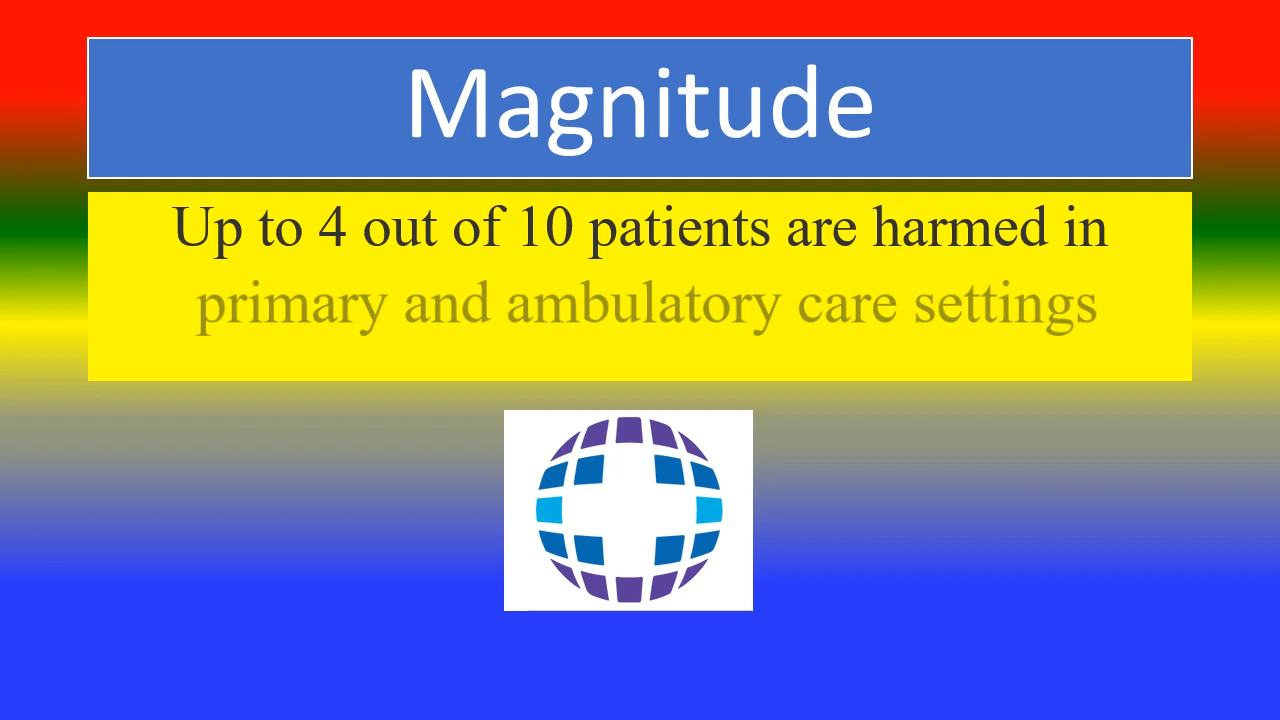 Magnitude
Up to 4 out of 10 patients are harmed in
primary and ambulatory care settings